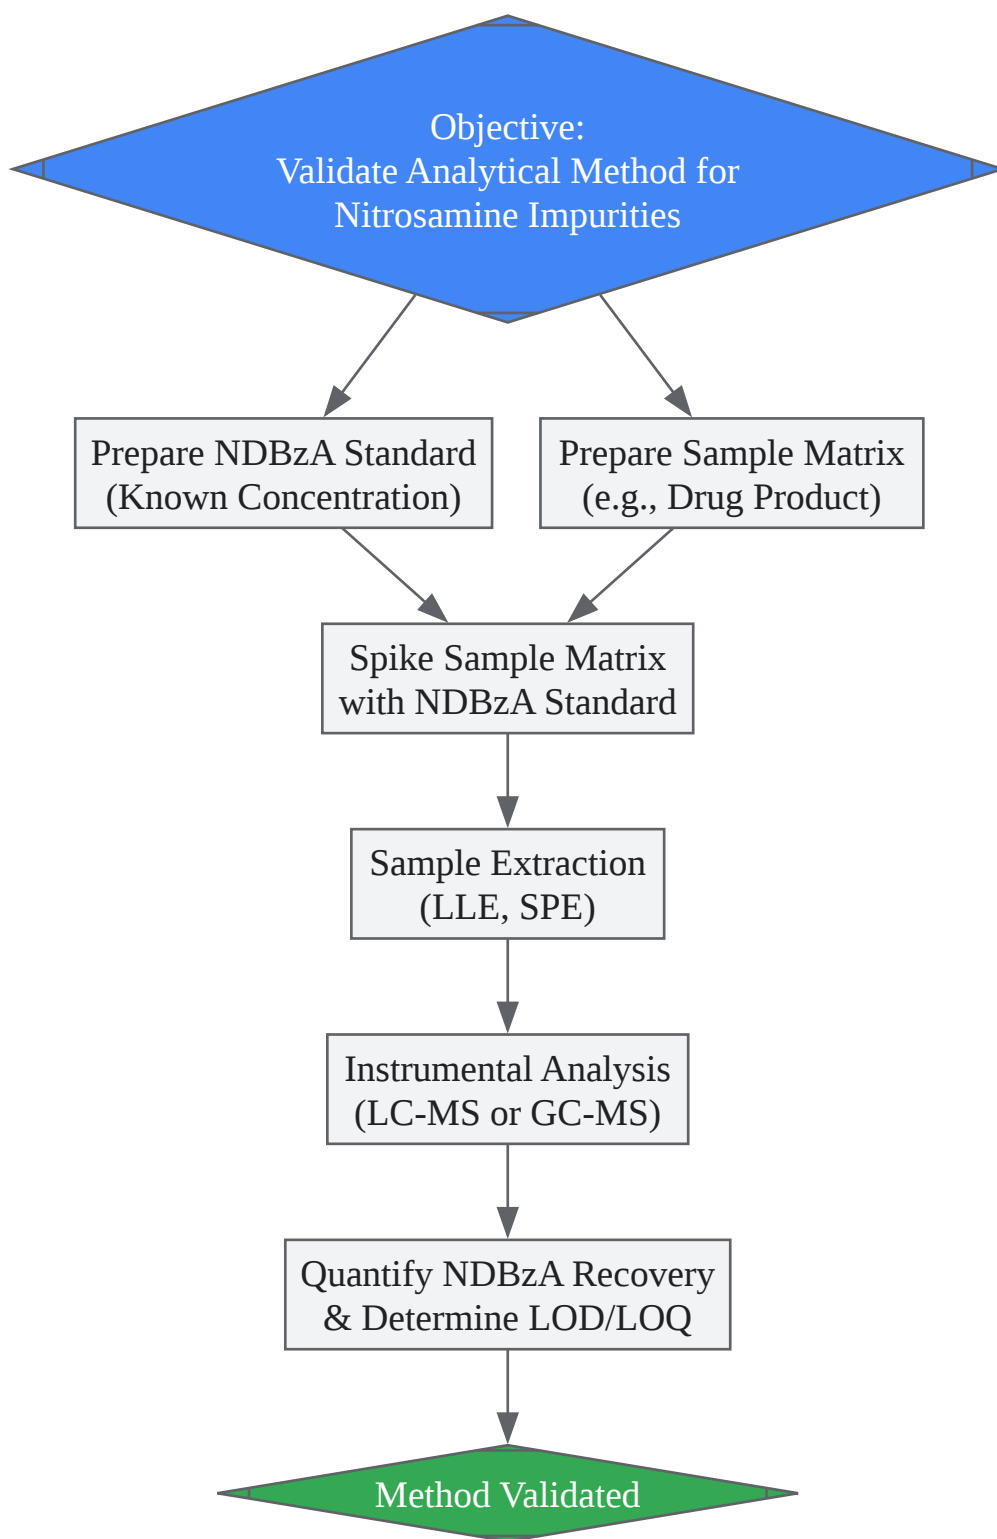 Objective:
Validate Analytical Method for
Nitrosamine Impurities
Prepare NDBzA Standard
(Known Concentration)
Prepare Sample Matrix
(e.g., Drug Product)
Spike Sample Matrix
with NDBzA Standard
Sample Extraction
(LLE, SPE)
Instrumental Analysis
(LC-MS or GC-MS)
Quantify NDBzA Recovery
& Determine LOD/LOQ
Method Validated